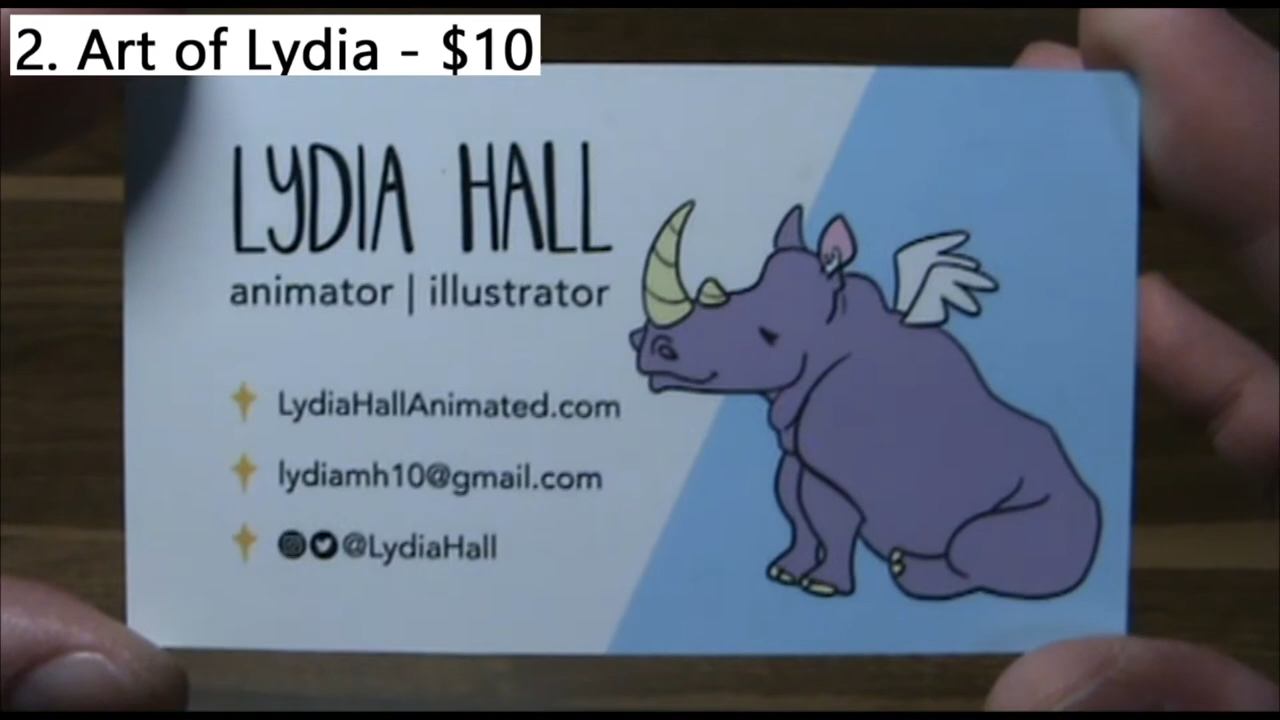 2. Art of Lydia - $10
LYDIA HALL
animator | illustrator
LydiaHallAnimated.com
lydiamh10@gmail.com
@LydiaHall